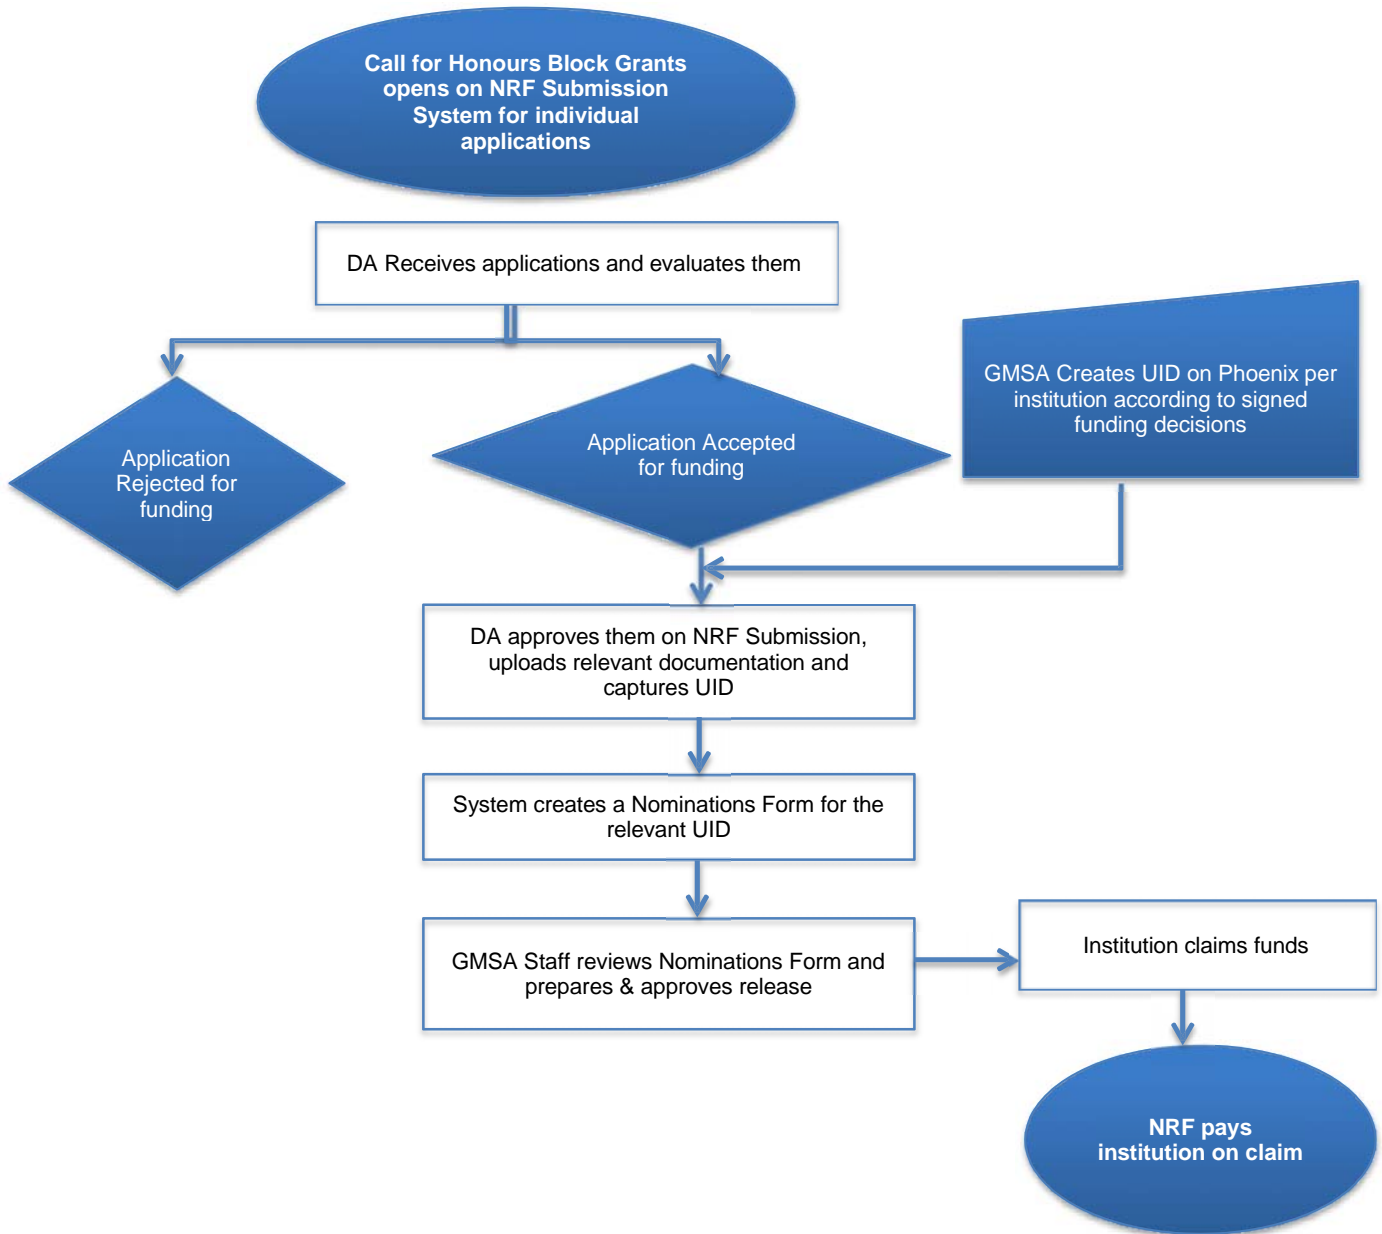 Call for Honours Block Grants
opens on NRF Submission
System for individual
applications
DA Receives applications and evaluates them
GMSA Creates UID on Phoenix per
institution according to signed
funding decisions
Application Accepted
for funding
Application
Rejected for
funding
DA approves them on NRF Submission,
uploads relevant documentation and
captures UID
System creates a Nominations Form for the
relevant UID
GMSA Staff reviews Nominations Form and
prepares & approves release
Institution claims funds
NRF pays
institution on claim